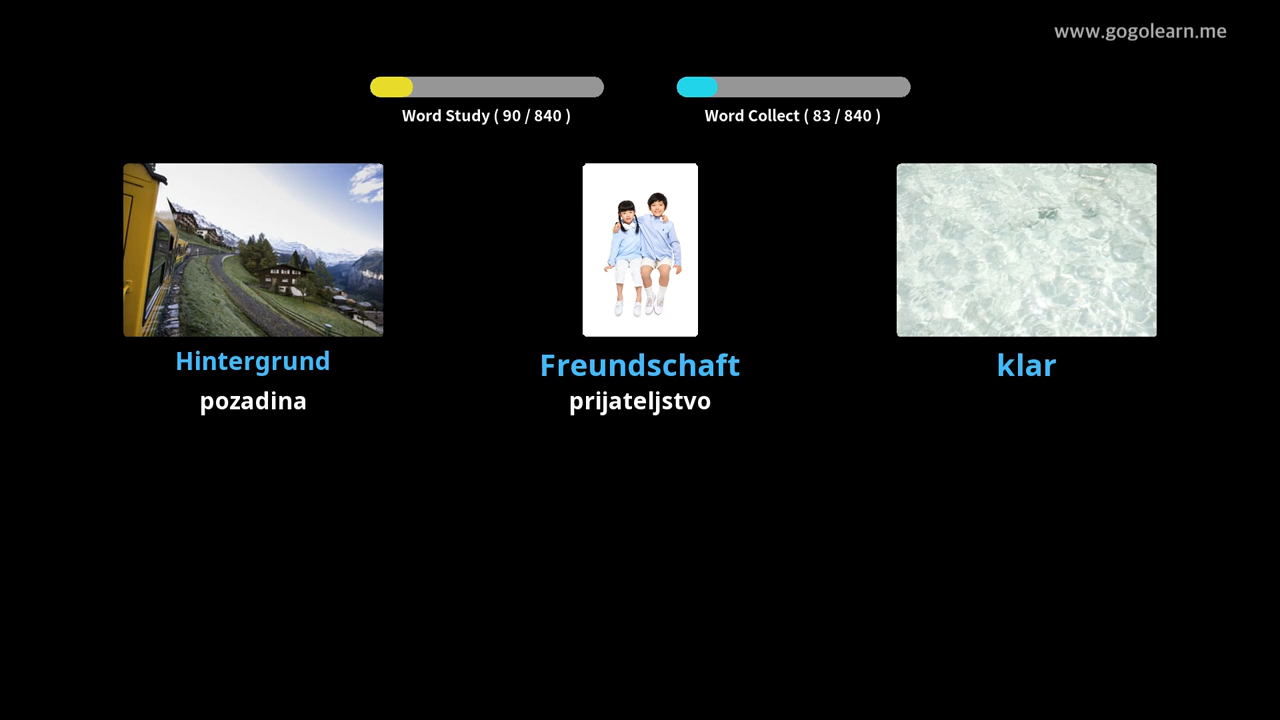 www.gogolearn.me
Word Study ( 90 / 840 )
Word Collect ( 83 / 840 )
Hintergrund
pozadina
Freundschaft
prijateljstvo
klar